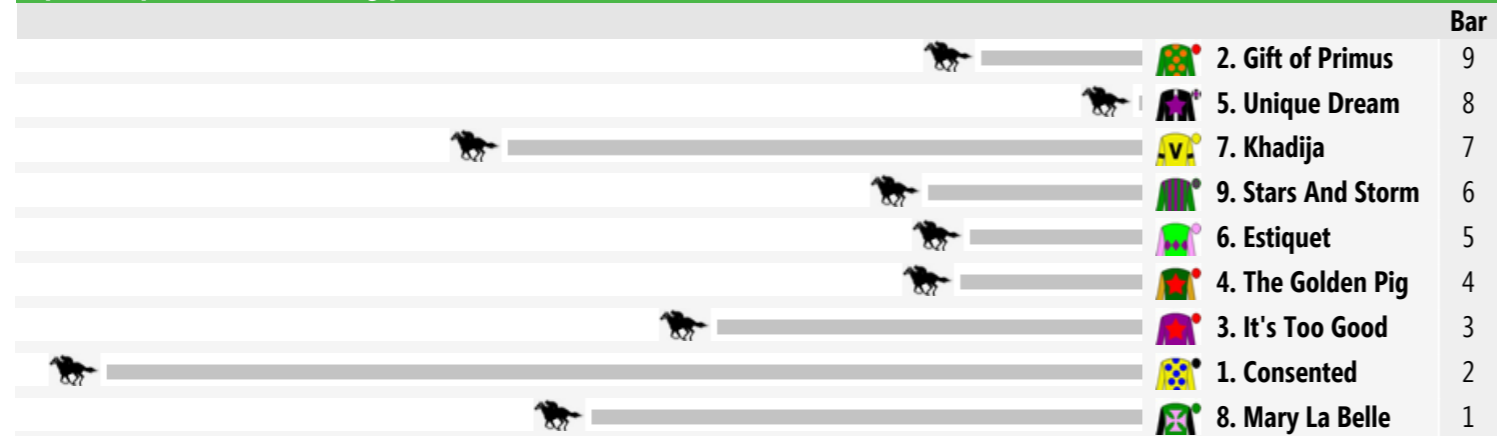 Bar
2. Gift of Primus 9
5. Unique Dream 8
V 7. Khadija 7
9. Stars And Storm 6
6. Estiquet 5
4. The Golden Pig 4
3. It's Too Good 3
1. Consented 2
8. Mary La Belle 1